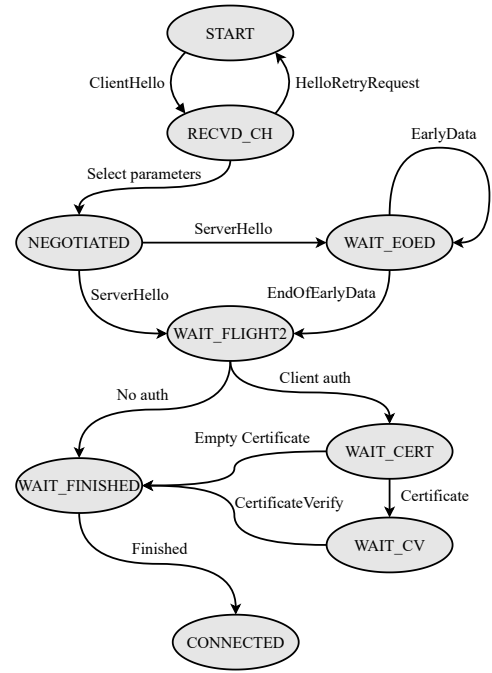 START
ClientHello
HelloRetryRequest
RECVD_CH
EarlyData
Select parameters
NEGOTIATED
ServerHello
WAIT_EOED
ServerHello
EndOfEarlyData
WAIT_FLIGHT2
No auth
Client auth
Empty Certificate
WAIT_CERT
WAIT_FINISHED
CertificateVerify
Certificate
WAIT_CV
Finished
CONNECTED